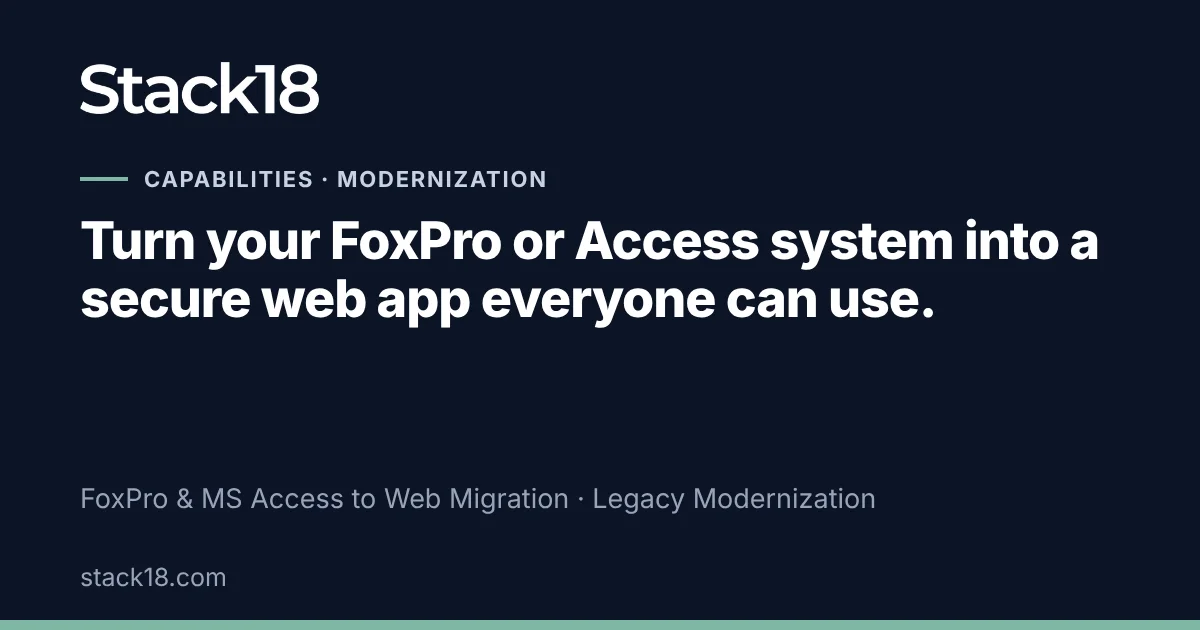 Stack18
CAPABILITIES · MODERNIZATION
Turn your FoxPro or Access system into a
secure web app everyone can use.
FoxPro & MS Access to Web Migration · Legacy Modernization
stack18.com